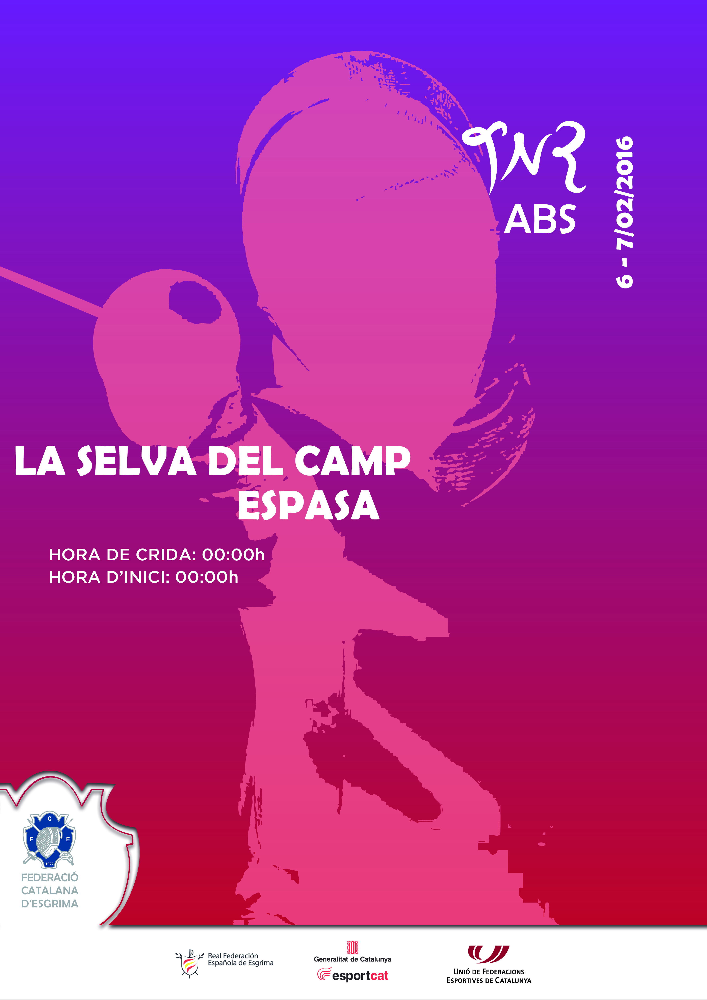 TNR
ABS
6 - 7/02/2016
LA SELVA DEL CAMP
ESPASA
HORA DE CRIDA: 00:00h
HORA D'INICI: 00:00h
C
F E
1922
FEDERACIÓ
CATALANA
D'ESGRIMA
Real Federación
Española de Esgrima
Generalitat de Catalunya
esportcat
UNIÓ DE FEDERACIONS
ESPORTIVES DE CATALUNYA